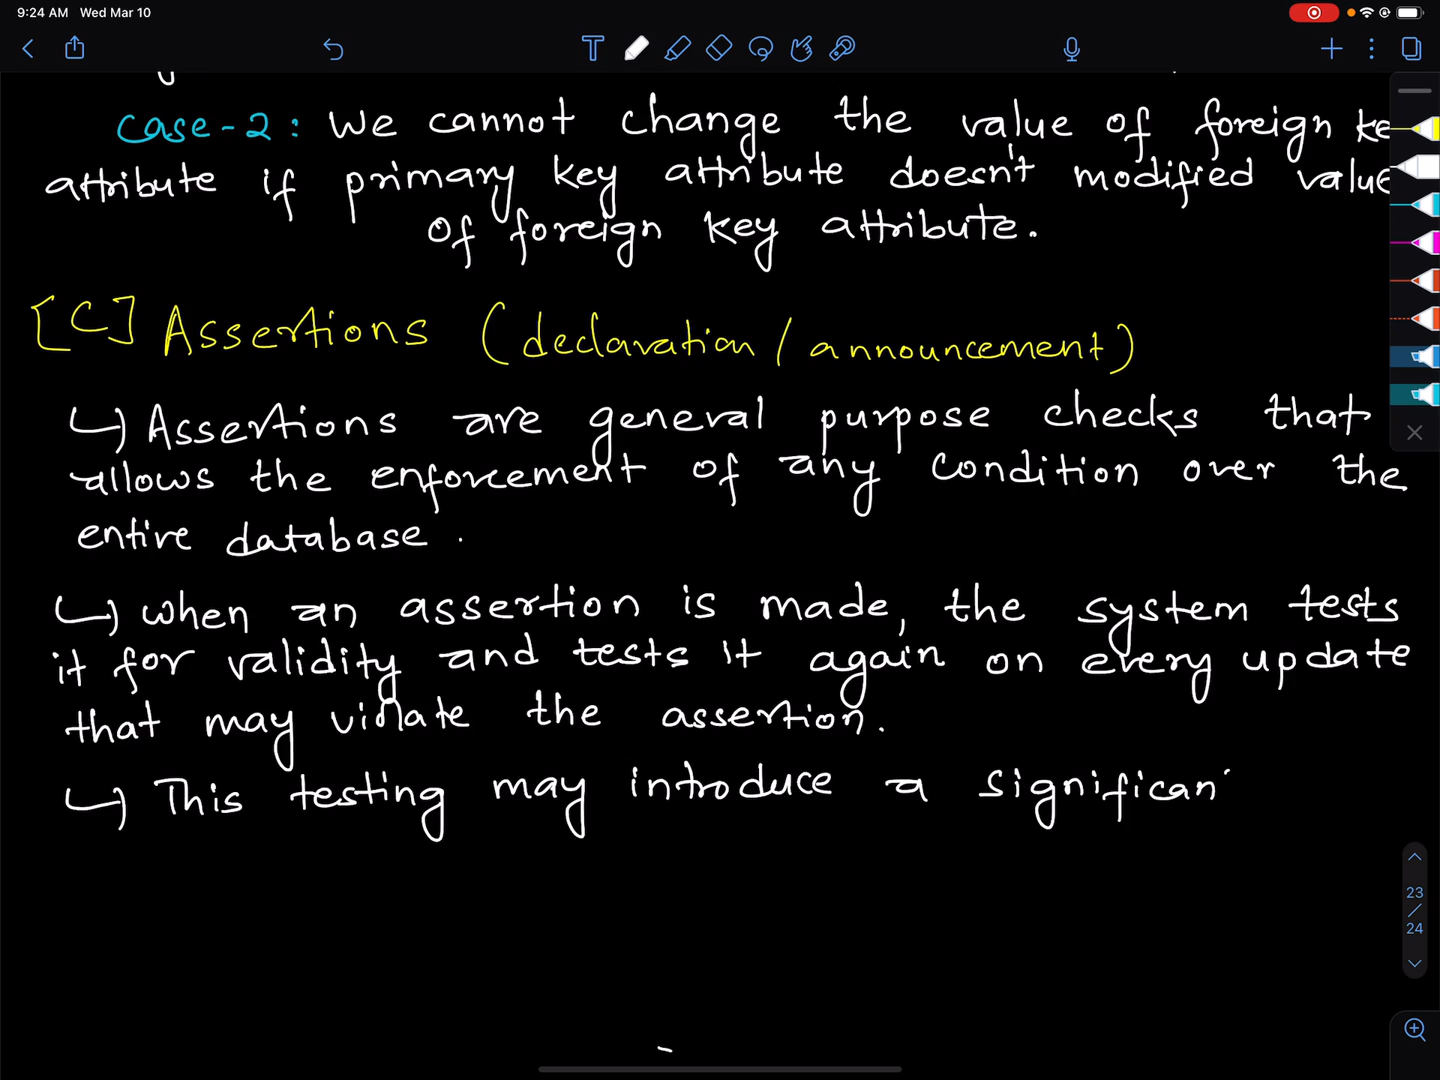 9:24 AM Wed Mar 10
T
case-2: We cannot change the value of foreign ke
attribute if primary key attribute doesn't modified value
of foreign key attribute.
[C] Assertions (declaration / announcement)
↳ Assertions are general purpose checks that
allows the enforcement of any condition over the
entire database.
↳ when an assertion is made, the system tests
it for validity and tests it again on every update
that may violate the assertion.
↳ This testing may introduce a significan
23
/
24